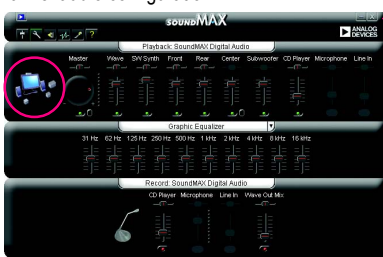 SOUNDMAX
ANALOG
DEVICES
Playback: SoundMAX Digital Audio
Master Wave SW Synth Front Rear Center Subwoofer CD Player Microphone Line In
Graphic Equalizer
31 Hz 62 Hz 125 Hz 250 Hz 500 Hz 1 kHz 2 kHz 4 kHz 8 kHz 16 kHz
Record: SoundMAX Digital Audio
CD Player Microphone Line In Wave Out Mix